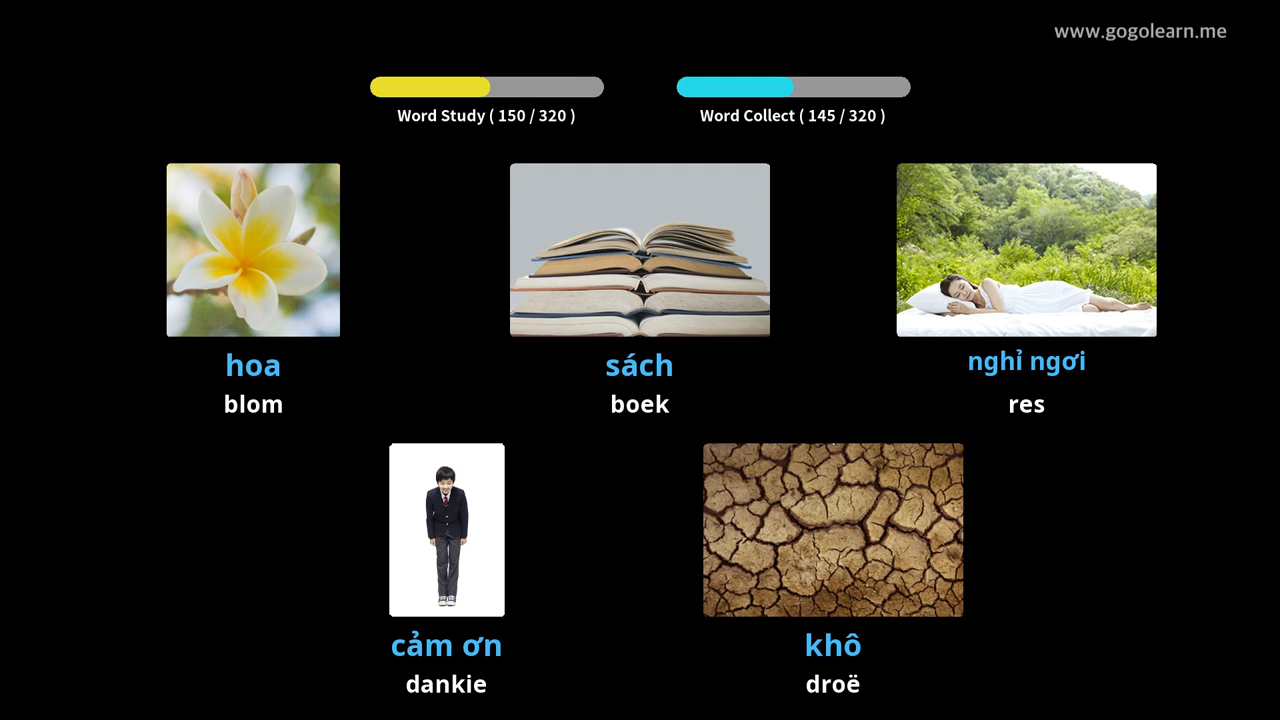 www.gogolearn.me
Word Study ( 150 / 320 )
Word Collect ( 145 / 320 )
hoa
blom
sách
boek
nghỉ ngơi
res
cảm ơn
dankie
khô
droë